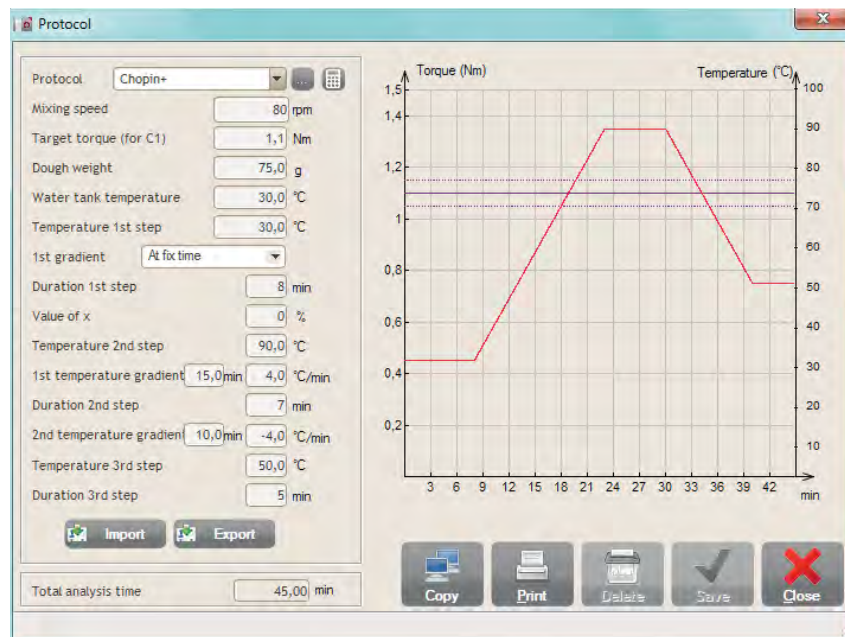 Protocol
Protocol Chopin+ ...
Mixing speed 80 rpm
Target torque (for C1) 1,1 Nm
Dough weight 75,0 g
Water tank temperature 30,0 °C
Temperature 1st step 30,0 °C
1st gradient At fix time
Duration 1st step 8 min
Value of x 0 %
Temperature 2nd step 90,0 °C
1st temperature gradient 15,0 min 4,0 °C/min
Duration 2nd step 7 min
2nd temperature gradient 10,0 min -4,0 °C/min
Temperature 3rd step 50,0 °C
Duration 3rd step 5 min
Import Export
Total analysis time 45,00 min
Torque (Nm) Temperature (°C)
1,5
1,4
1,2
1
0,8
0,6
0,4
0,2
100
90
80
70
60
50
40
30
20
10
3 6 9 12 15 18 21 24 27 30 33 36 39 42 min
Copy Print Delete Save Close